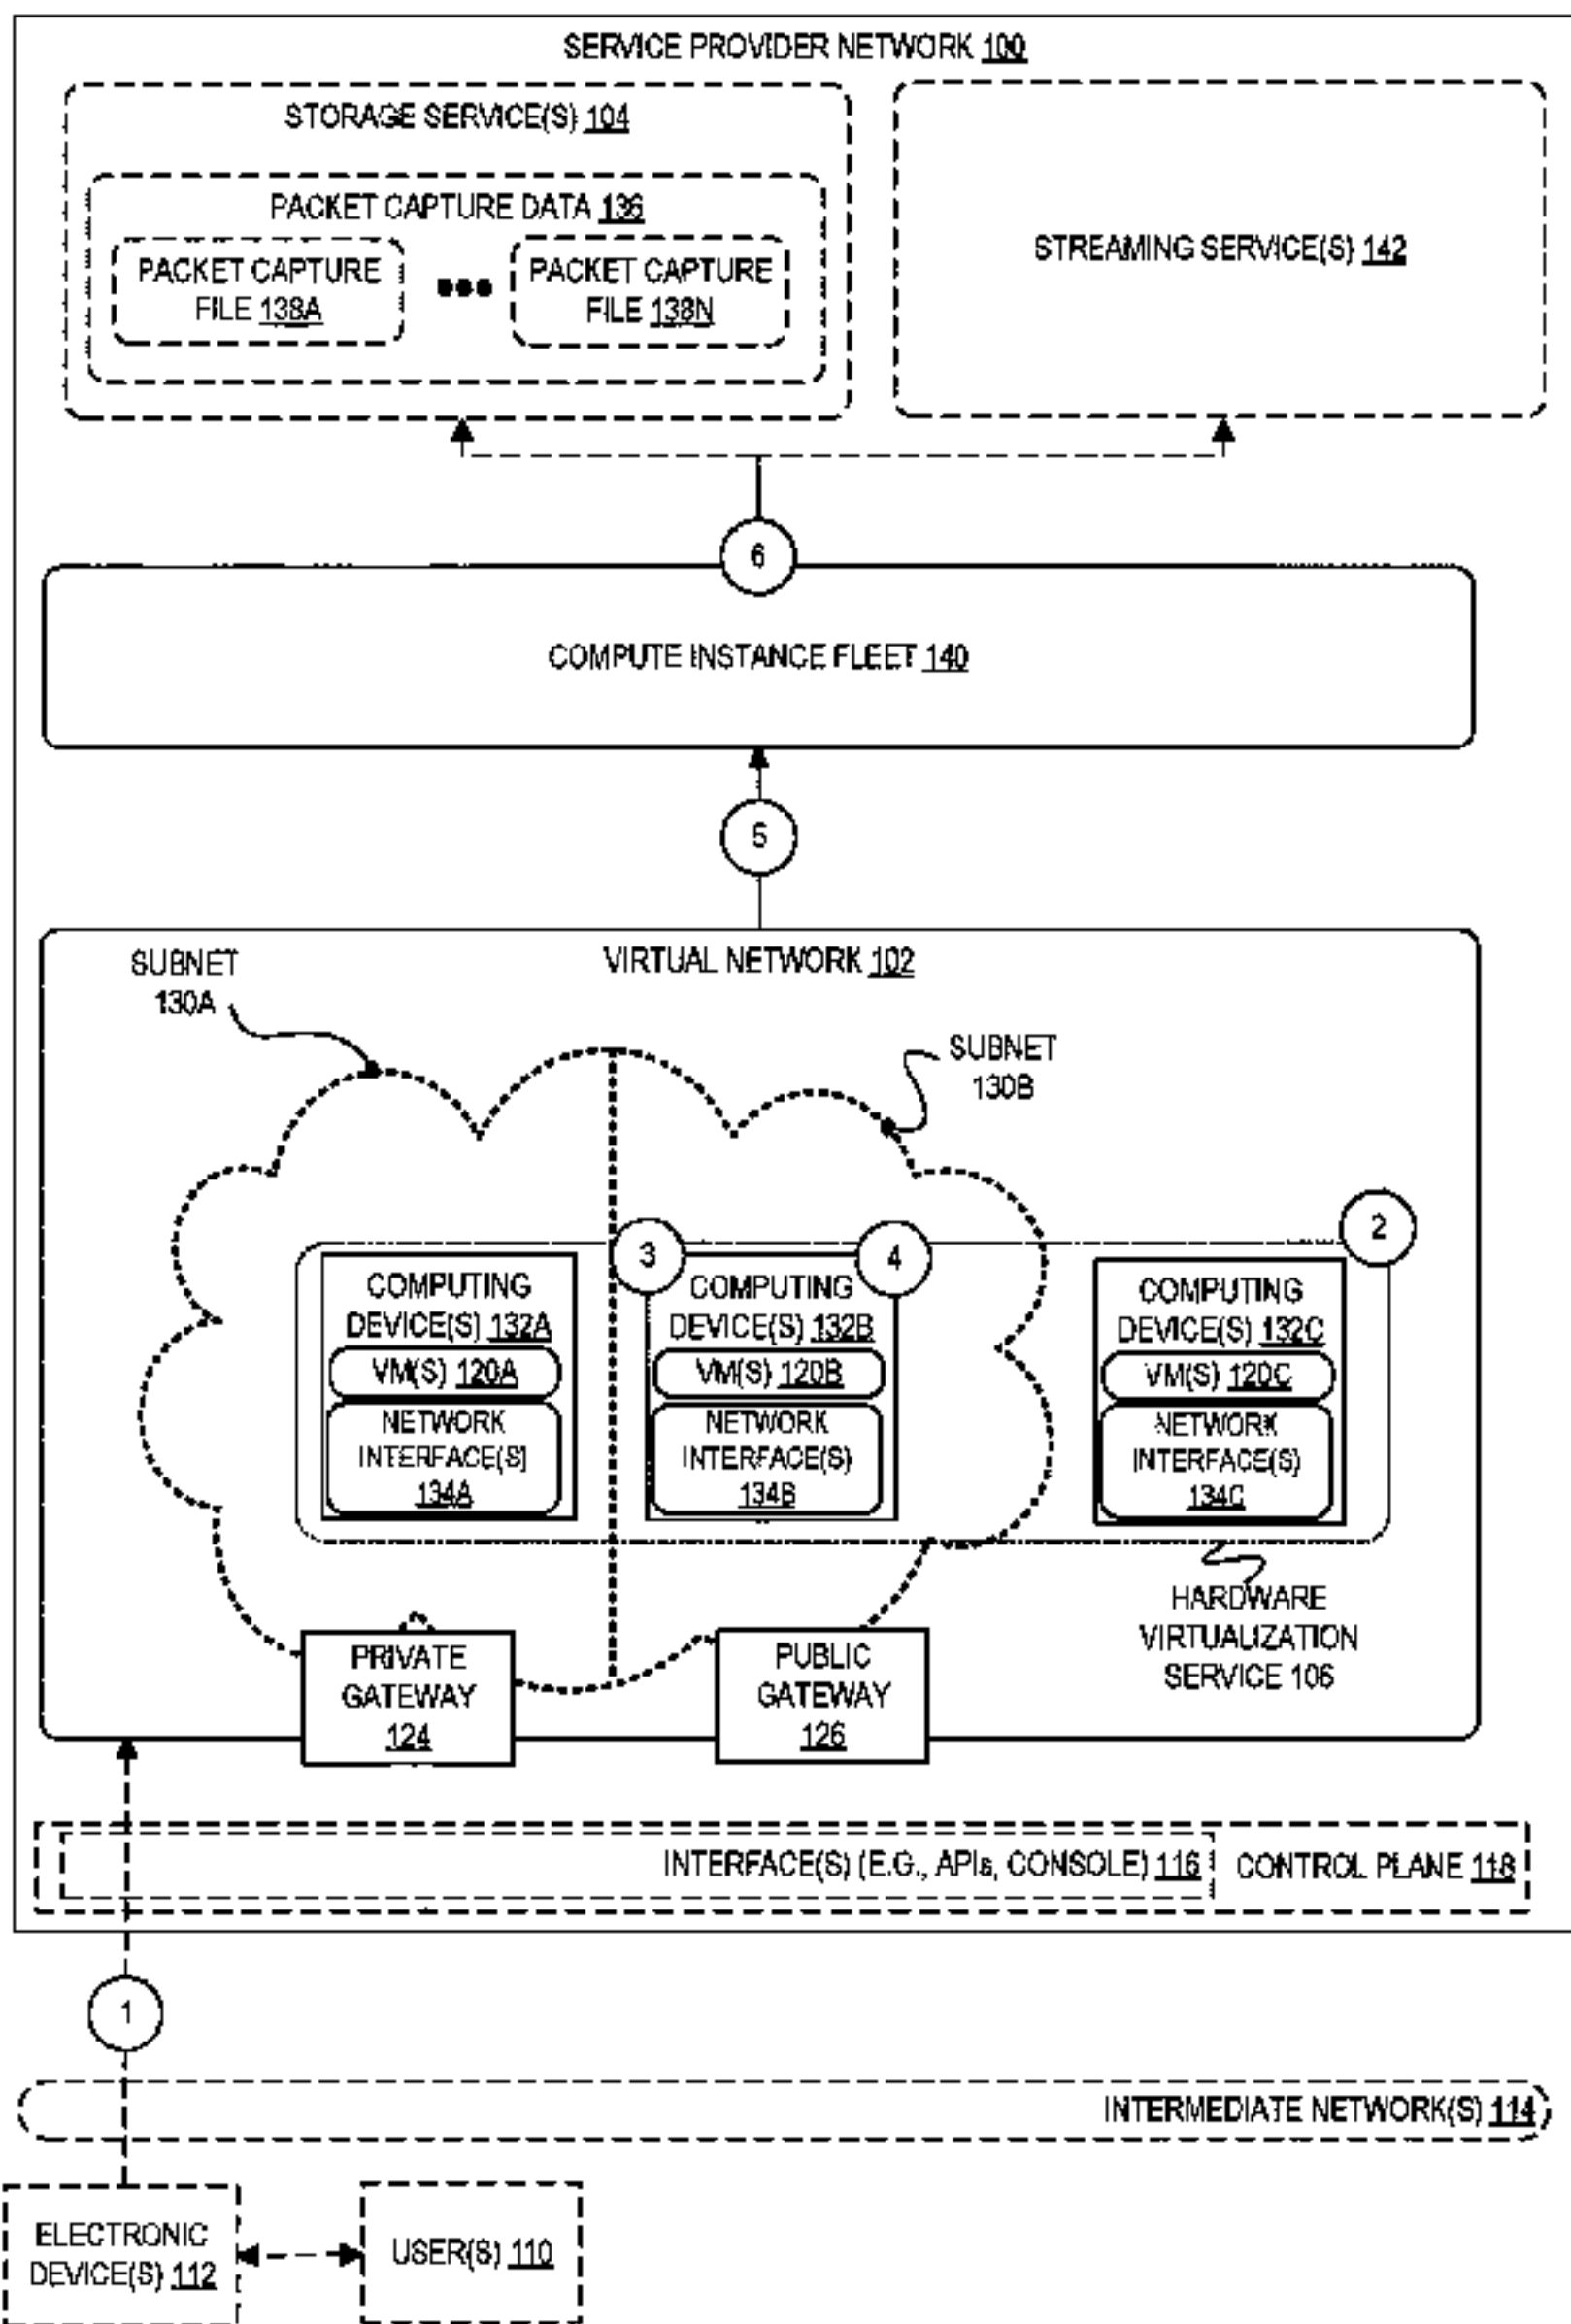 SERVICE PROVIDER NETWORK 100
STORAGE SERVICE(S) 104
PACKET CAPTURE DATA 136
PACKET CAPTURE
FILE 138A
PACKET CAPTURE
FILE 138N
STREAMING SERVICE(S) 142
6
COMPUTE INSTANCE FLEET 140
5
VIRTUAL NETWORK 102
SUBNET
130A
SUBNET
130B
2
3
4
COMPUTING
DEVICE(S) 132A
VM(S) 120A
NETWORK
INTERFACE(S)
134A
COMPUTING
DEVICE(S) 132B
VM(S) 120B
NETWORK
INTERFACE(S)
134B
COMPUTING
DEVICE(S) 132C
VM(S) 120C
NETWORK
INTERFACE(S)
134C
HARDWARE
VIRTUALIZATION
SERVICE 106
PRIVATE
GATEWAY
124
PUBLIC
GATEWAY
126
INTERFACE(S) (E.G., APIs, CONSOLE) 116
CONTROL PLANE 118
1
INTERMEDIATE NETWORK(S) 114
ELECTRONIC
DEVICE(S) 112
USER(S) 110